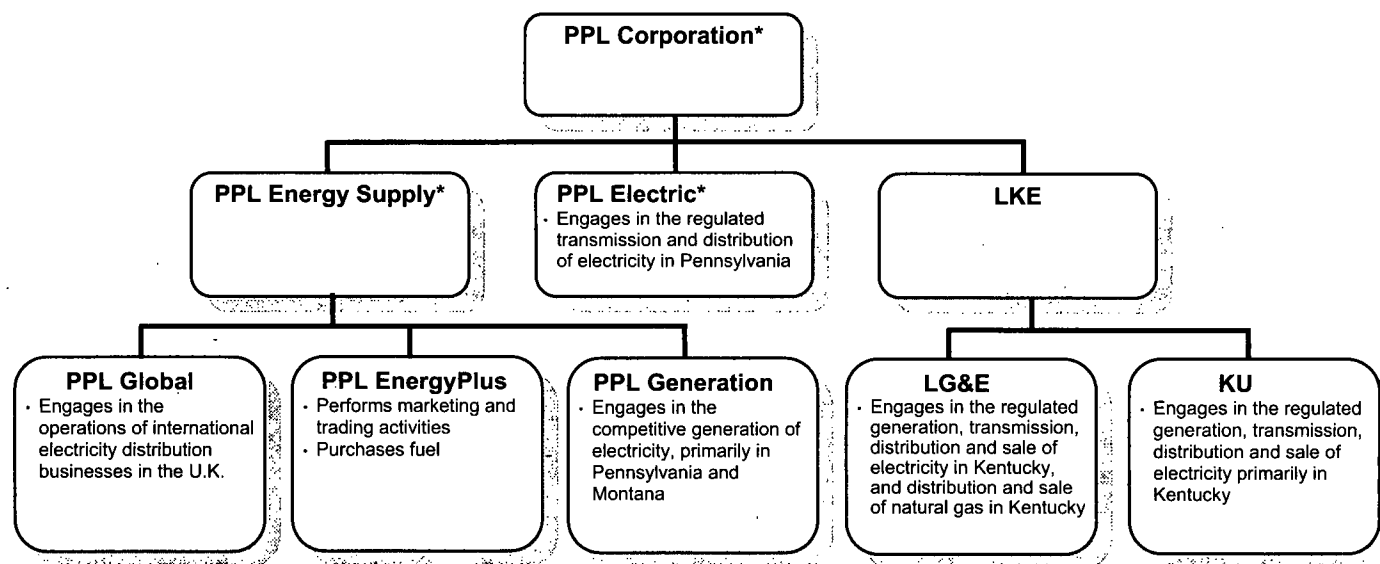 PPL Corporation*
PPL Energy Supply*
PPL Electric*
· Engages in the regulated
transmission and distribution
of electricity in Pennsylvania
LKE
PPL Global
· Engages in the
operations of international
electricity distribution
businesses in the U.K.
PPL EnergyPlus
· Performs marketing and
trading activities
· Purchases fuel
PPL Generation
· Engages in the
competitive generation of
electricity, primarily in
Pennsylvania and
Montana
LG&E
· Engages in the regulated
generation, transmission,
distribution and sale of
electricity in Kentucky,
and distribution and sale
of natural gas in Kentucky
KU
· Engages in the regulated
generation, transmission,
distribution and sale of
electricity primarily in
Kentucky